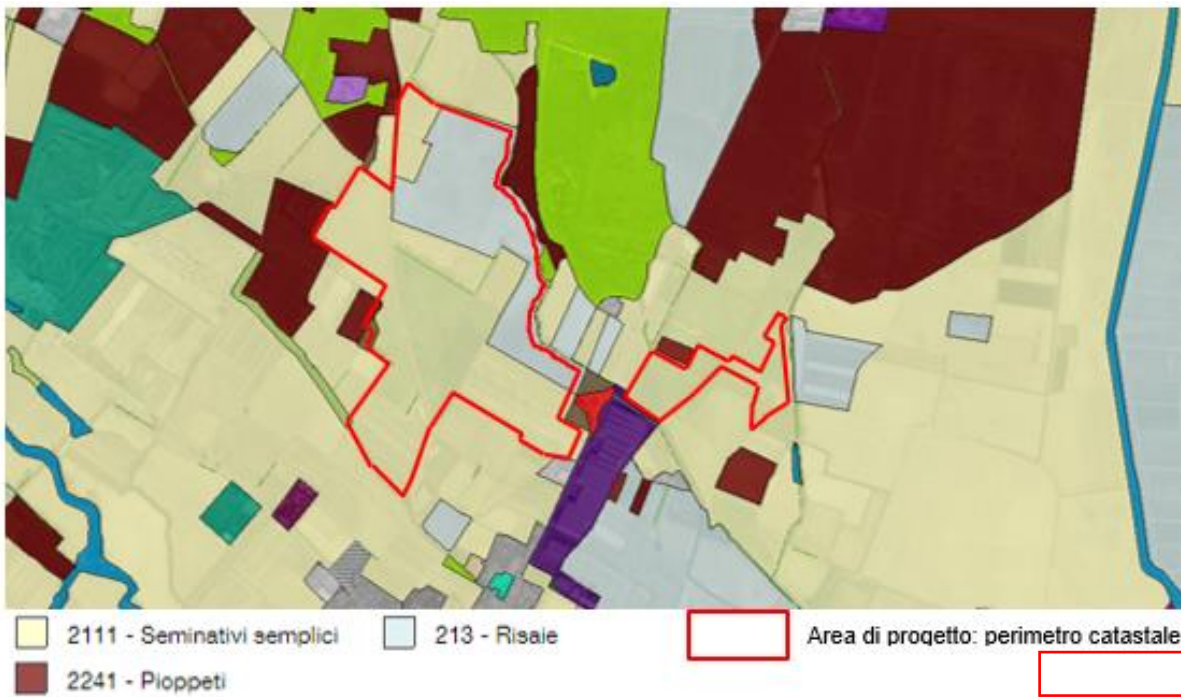 2111 - Seminativi semplici
213 - Risaie
Area di progetto: perimetro catastale
2241 - Pioppeti